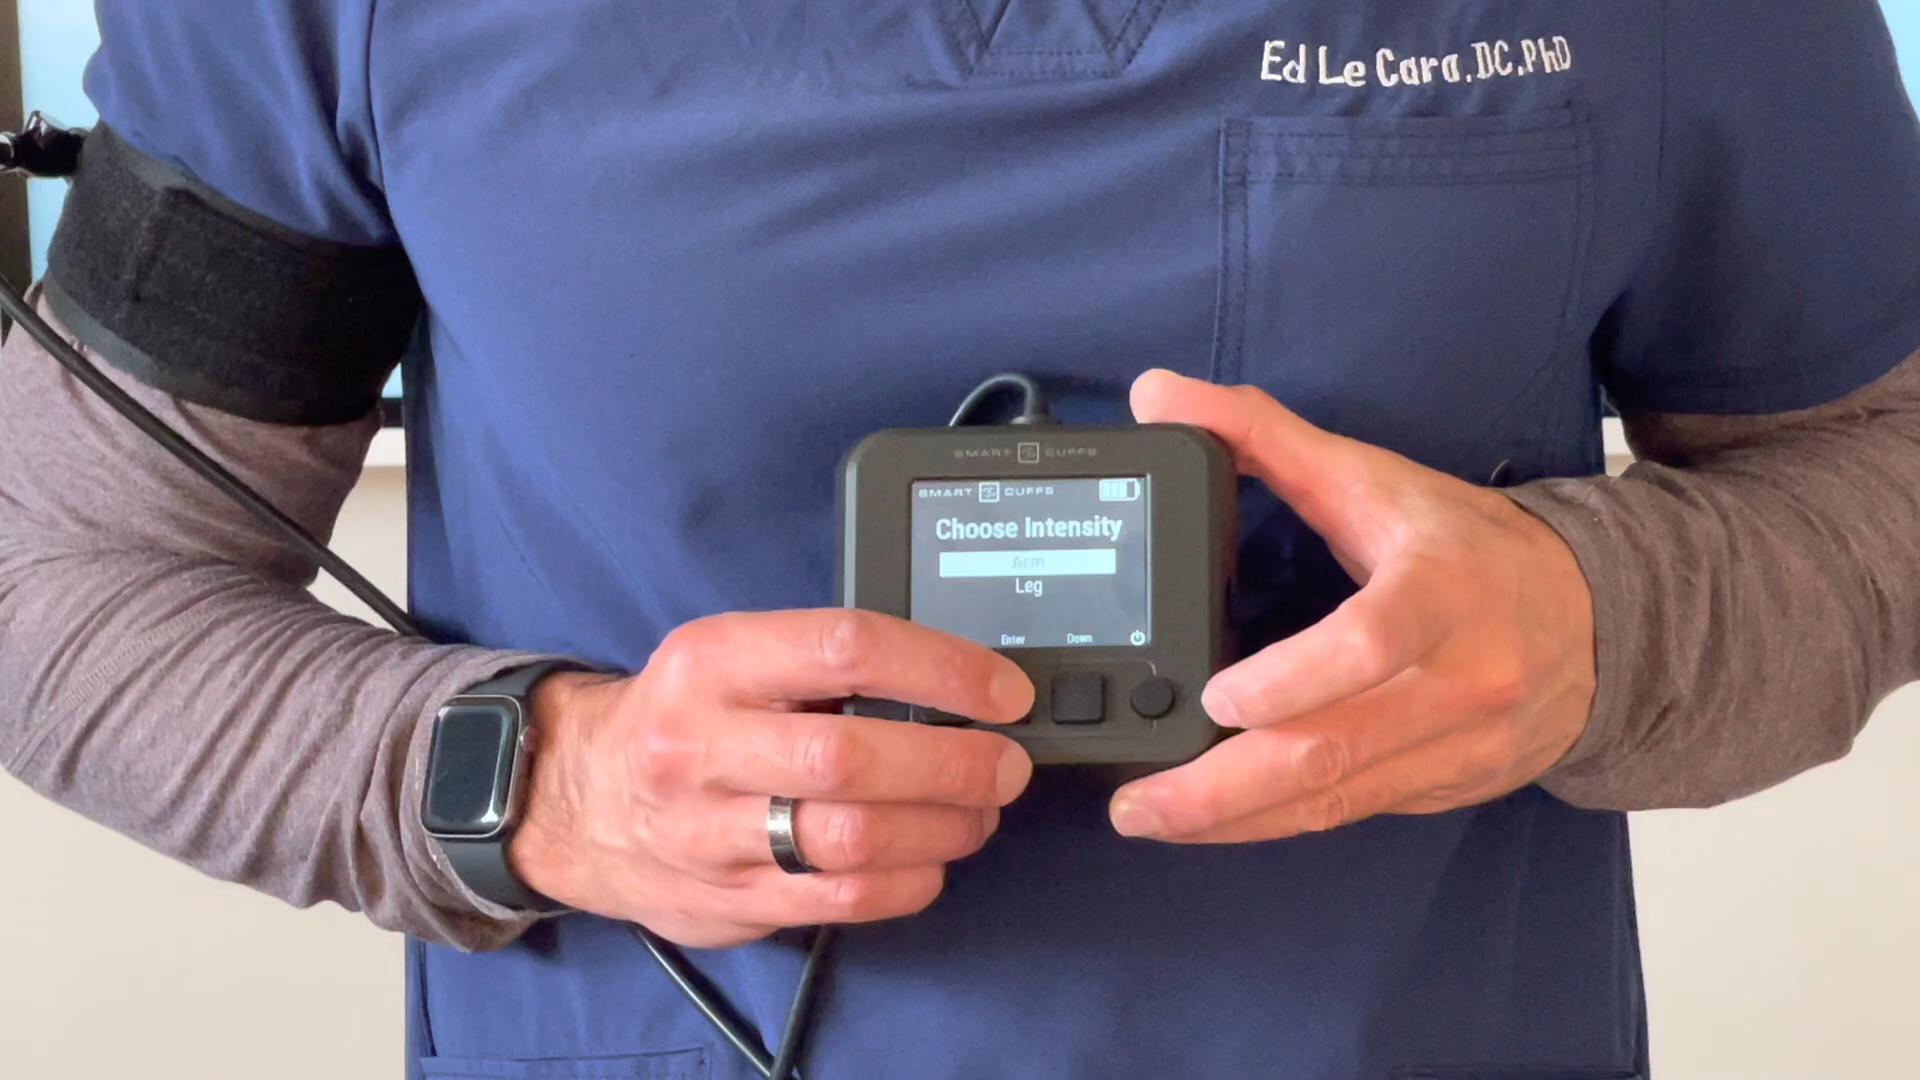 Ed Le Cara, DC, PhD
SMART CUFFS
SMART CUFFS
Choose Intensity
Arm
Leg
Enter Down